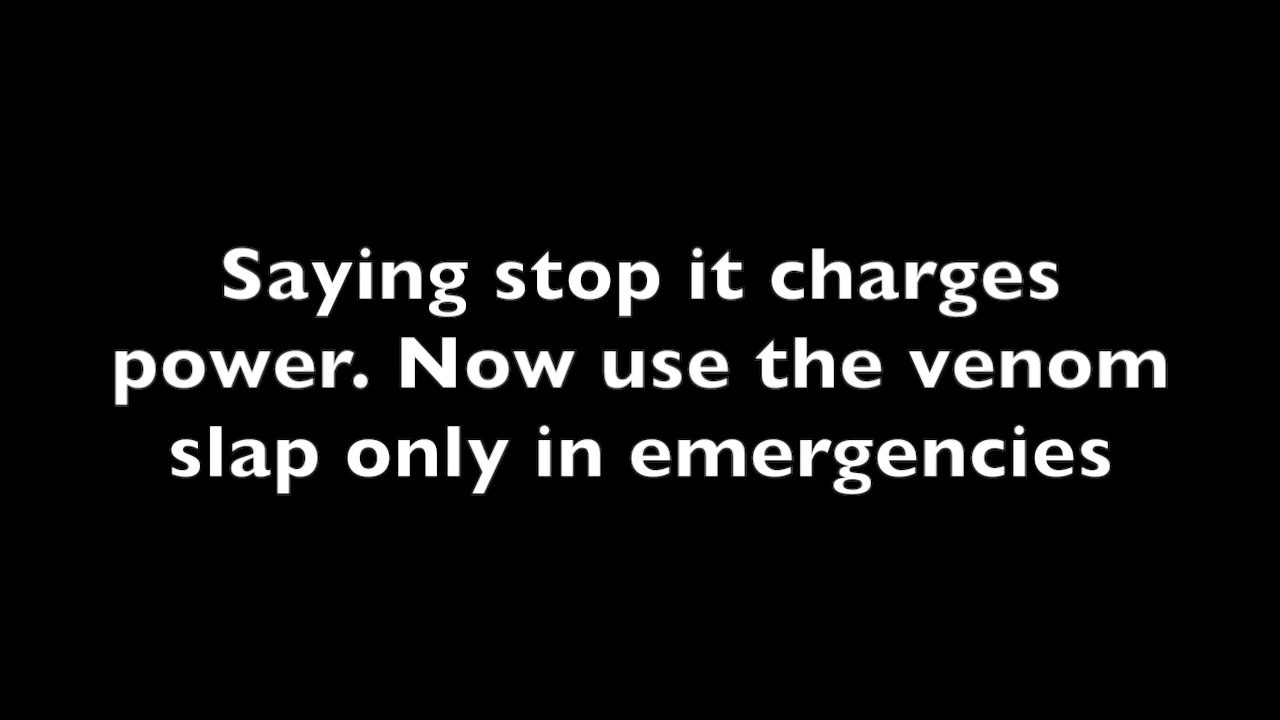 Saying stop it charges
power. Now use the venom
slap only in emergencies